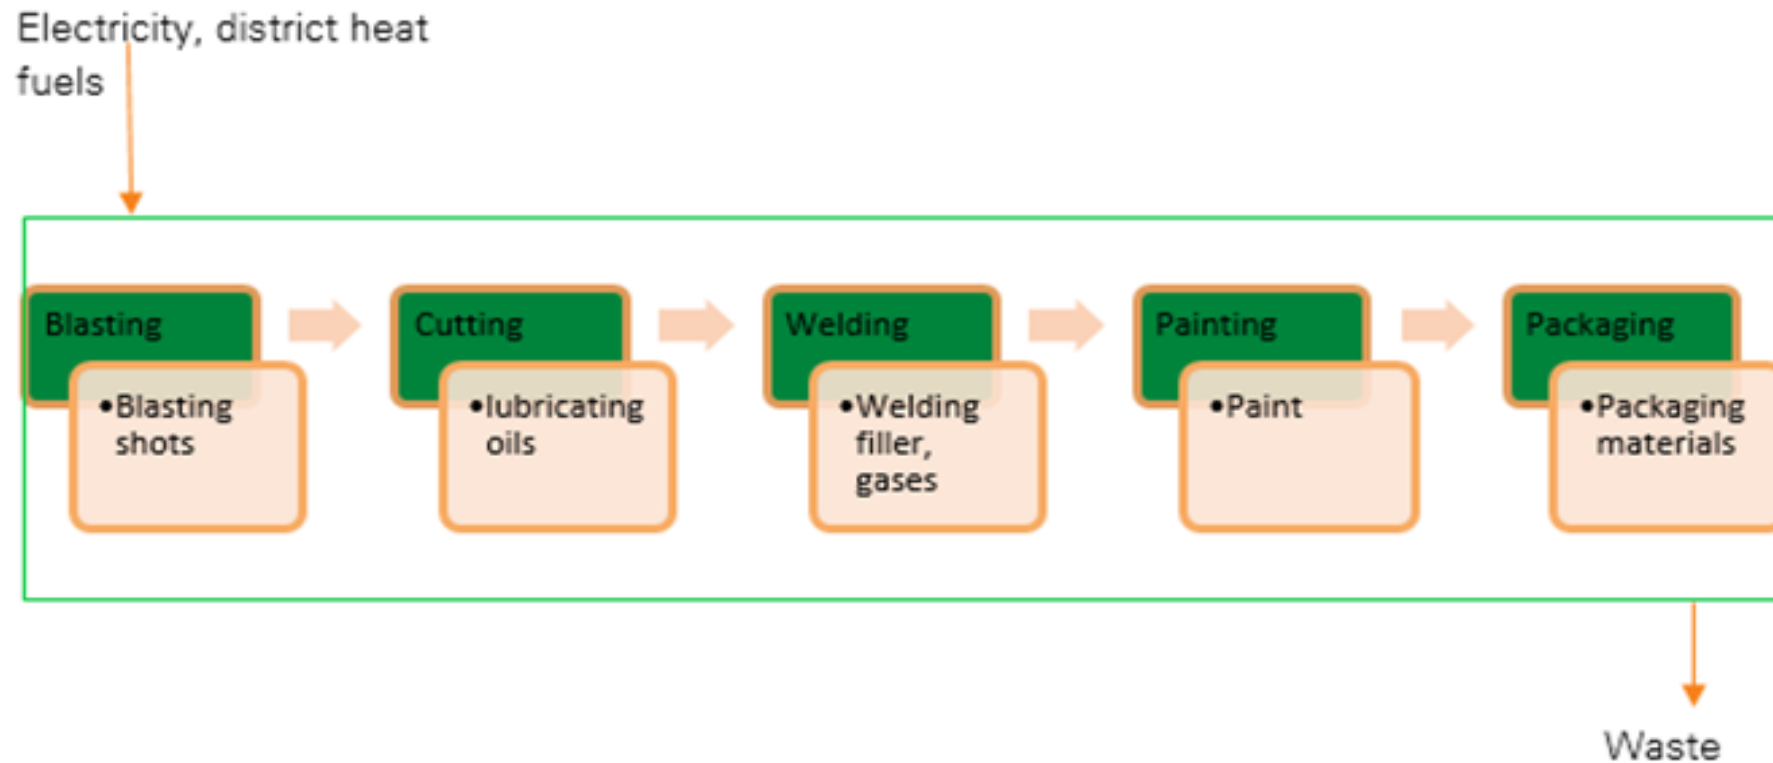 Electricity, district heat
fuels
Blasting
Cutting
Welding
Painting
Packaging
•Blasting
shots
•lubricating
oils
•Welding
filler,
gases
•Paint
•Packaging
materials
Waste